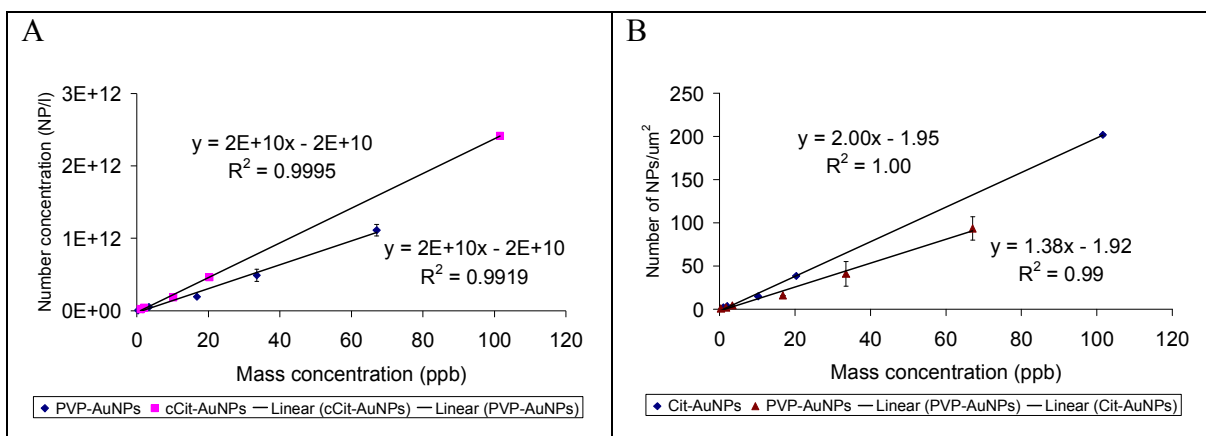 A
Number concentration (NP/l)
3E+12
2E+12
1E+12
0E+00
y = 2E+10x - 2E+10
R² = 0.9995
y = 2E+10x - 2E+10
R² = 0.9919
0 20 40 60 80 100 120
Mass concentration (ppb)
PVP-AuNPs cCit-AuNPs Linear (cCit-AuNPs) Linear (PVP-AuNPs)
B
Number of NPs/um²
250
200
150
100
50
0
y = 2.00x - 1.95
R² = 1.00
y = 1.38x - 1.92
R² = 0.99
0 20 40 60 80 100 120
Mass concentration (ppb)
Cit-AuNPs PVP-AuNPs Linear (PVP-AuNPs) Linear (Cit-AuNPs)